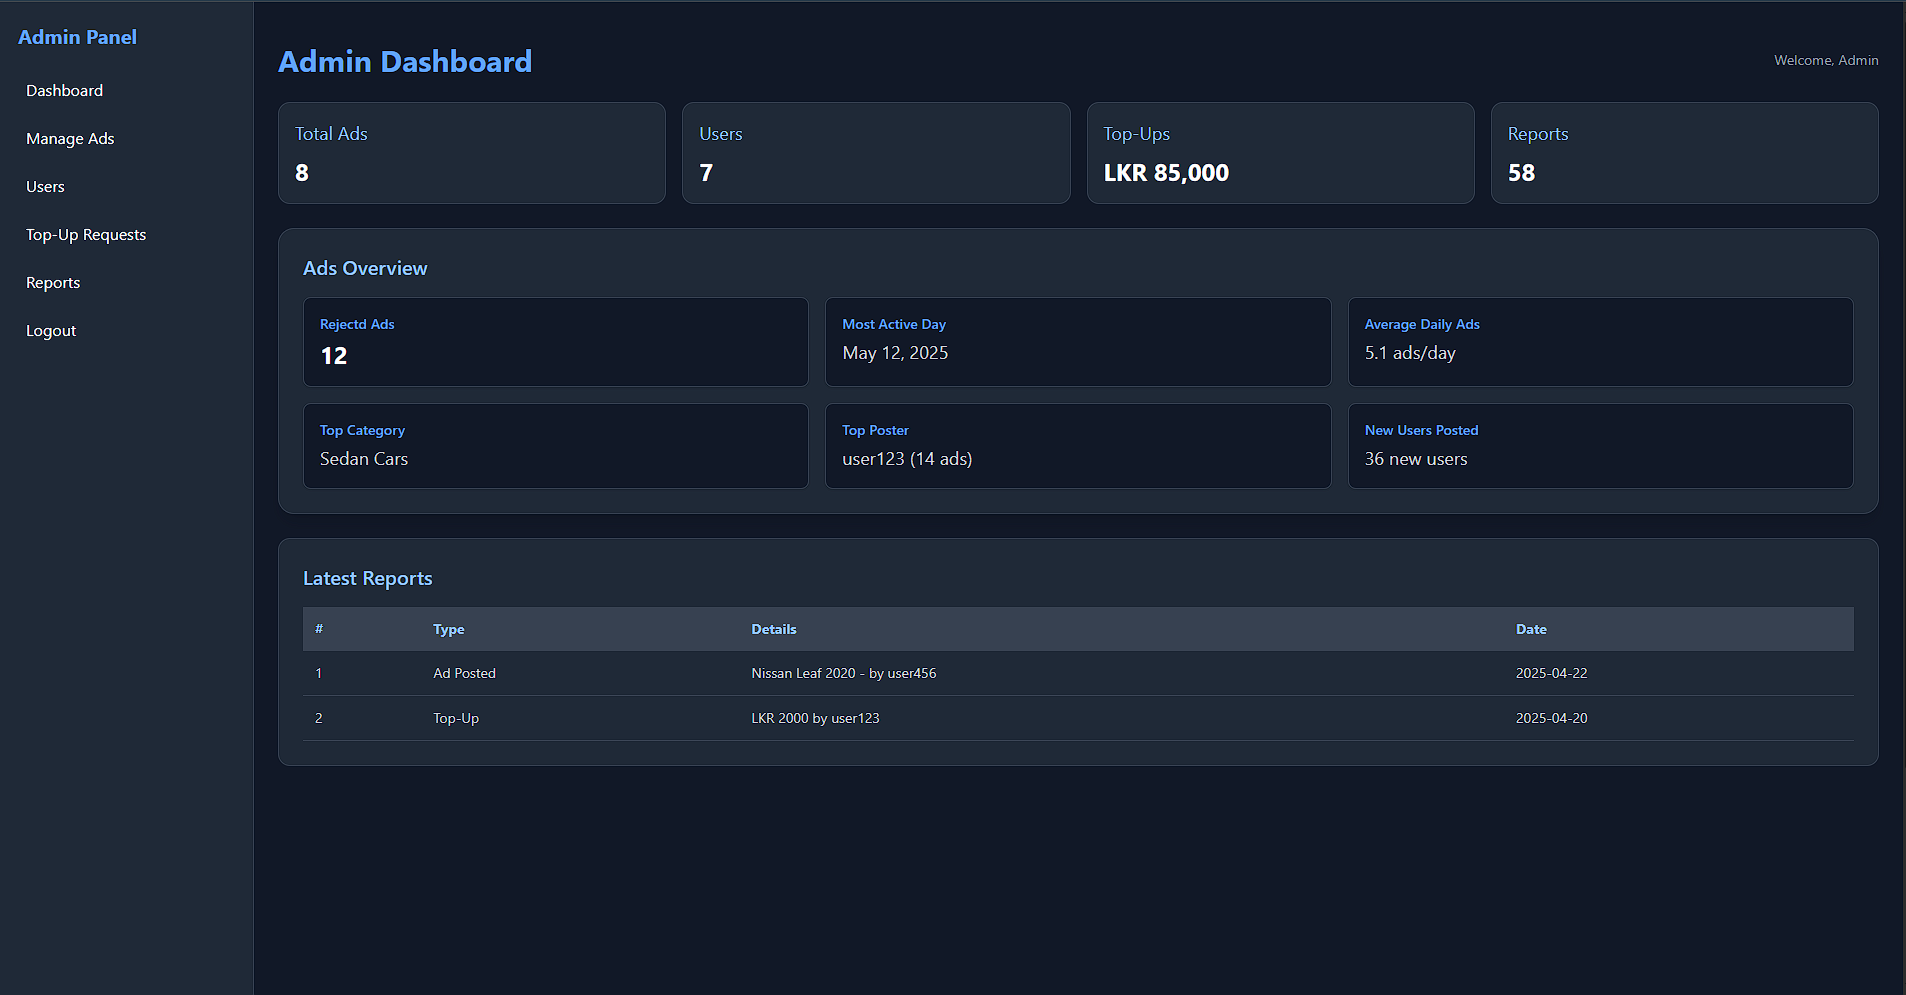 Admin Panel
Dashboard
Manage Ads
Users
Top-Up Requests
Reports
Logout
Admin Dashboard
Welcome, Admin
Total Ads
8
Users
7
Top-Ups
LKR 85,000
Reports
58
Ads Overview
Rejectd Ads
12
Most Active Day
May 12, 2025
Average Daily Ads
5.1 ads/day
Top Category
Sedan Cars
Top Poster
user123 (14 ads)
New Users Posted
36 new users
Latest Reports
# Type Details Date
1 Ad Posted Nissan Leaf 2020 - by user456 2025-04-22
2 Top-Up LKR 2000 by user123 2025-04-20